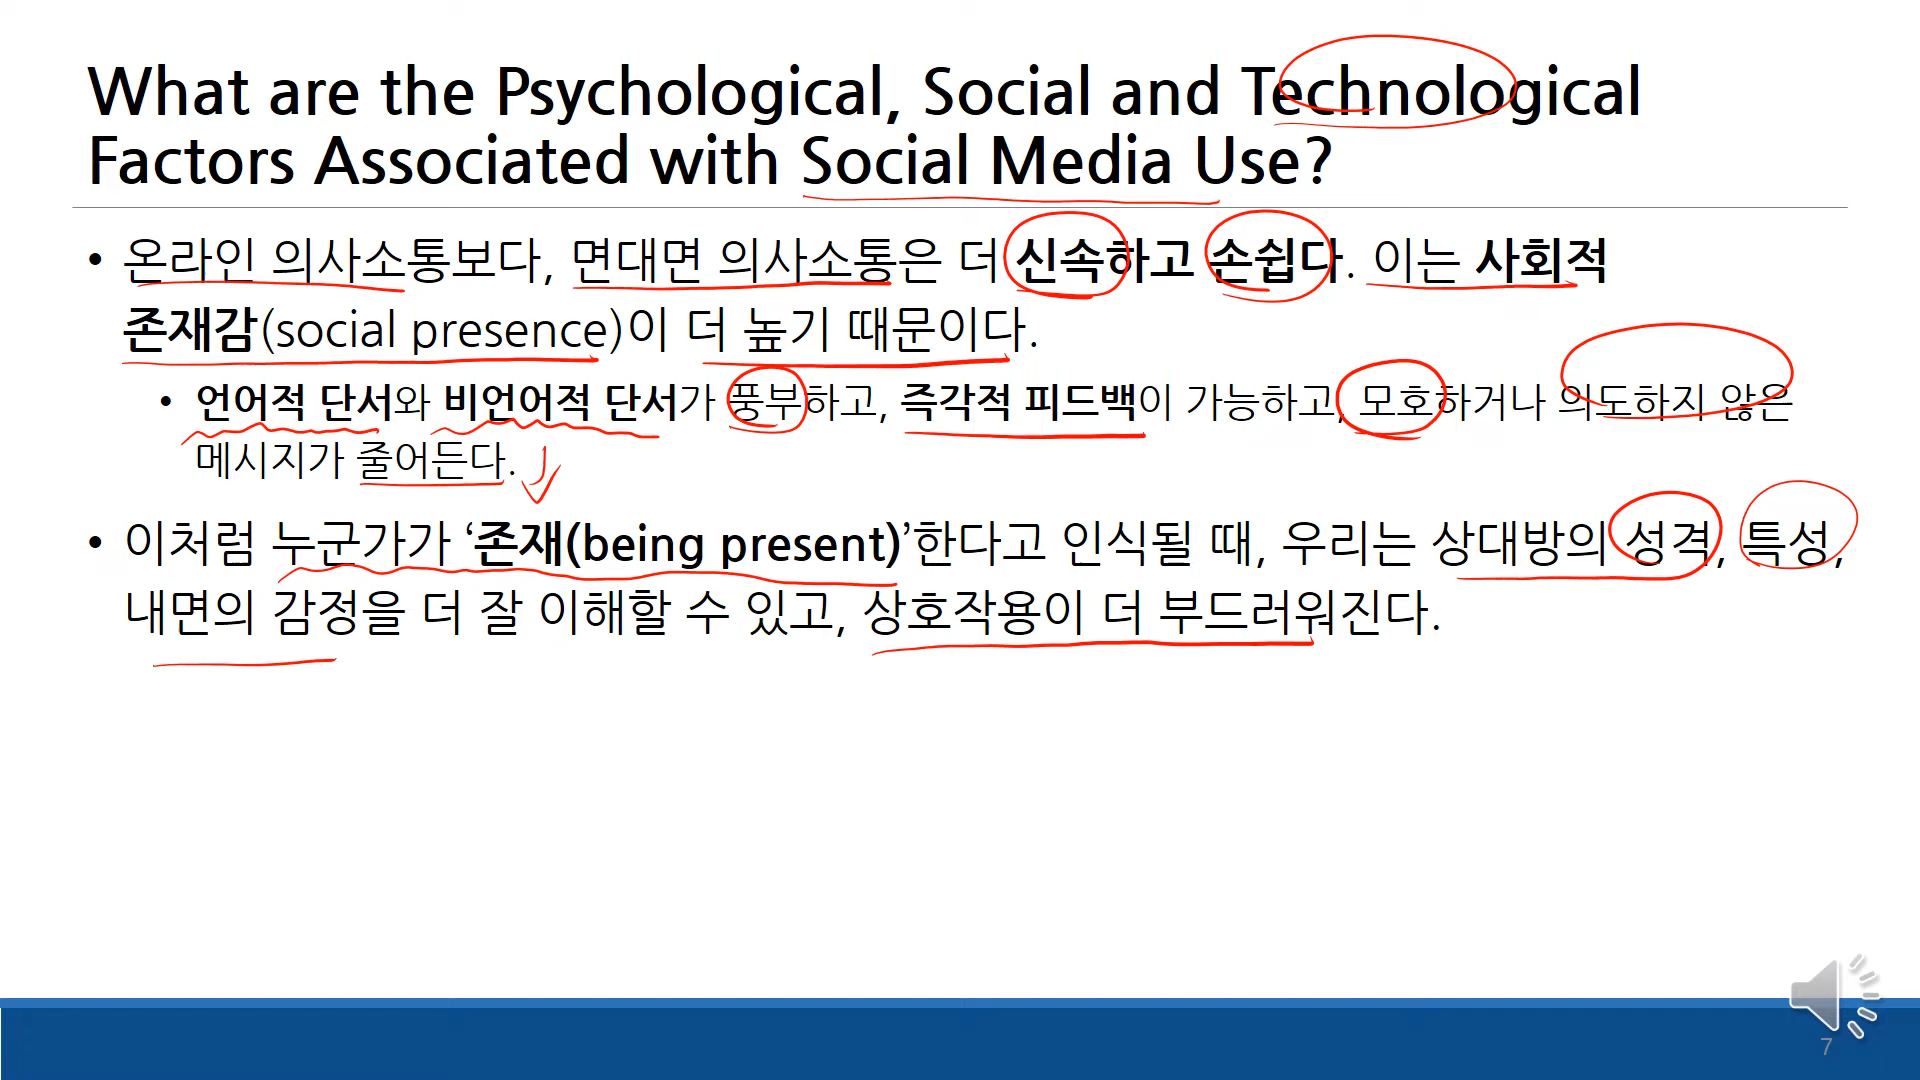 What are the Psychological, Social and Technological
Factors Associated with Social Media Use?
• 온라인 의사소통보다, 면대면 의사소통은 더 신속하고 손쉽다. 이는 사회적
존재감(social presence)이 더 높기 때문이다.
• 언어적 단서와 비언어적 단서가 풍부하고, 즉각적 피드백이 가능하고, 모호하거나 의도하지 않은
메시지가 줄어든다.
• 이처럼 누군가가 ‘존재(being present)’한다고 인식될 때, 우리는 상대방의 성격, 특성,
내면의 감정을 더 잘 이해할 수 있고, 상호작용이 더 부드러워진다.
7